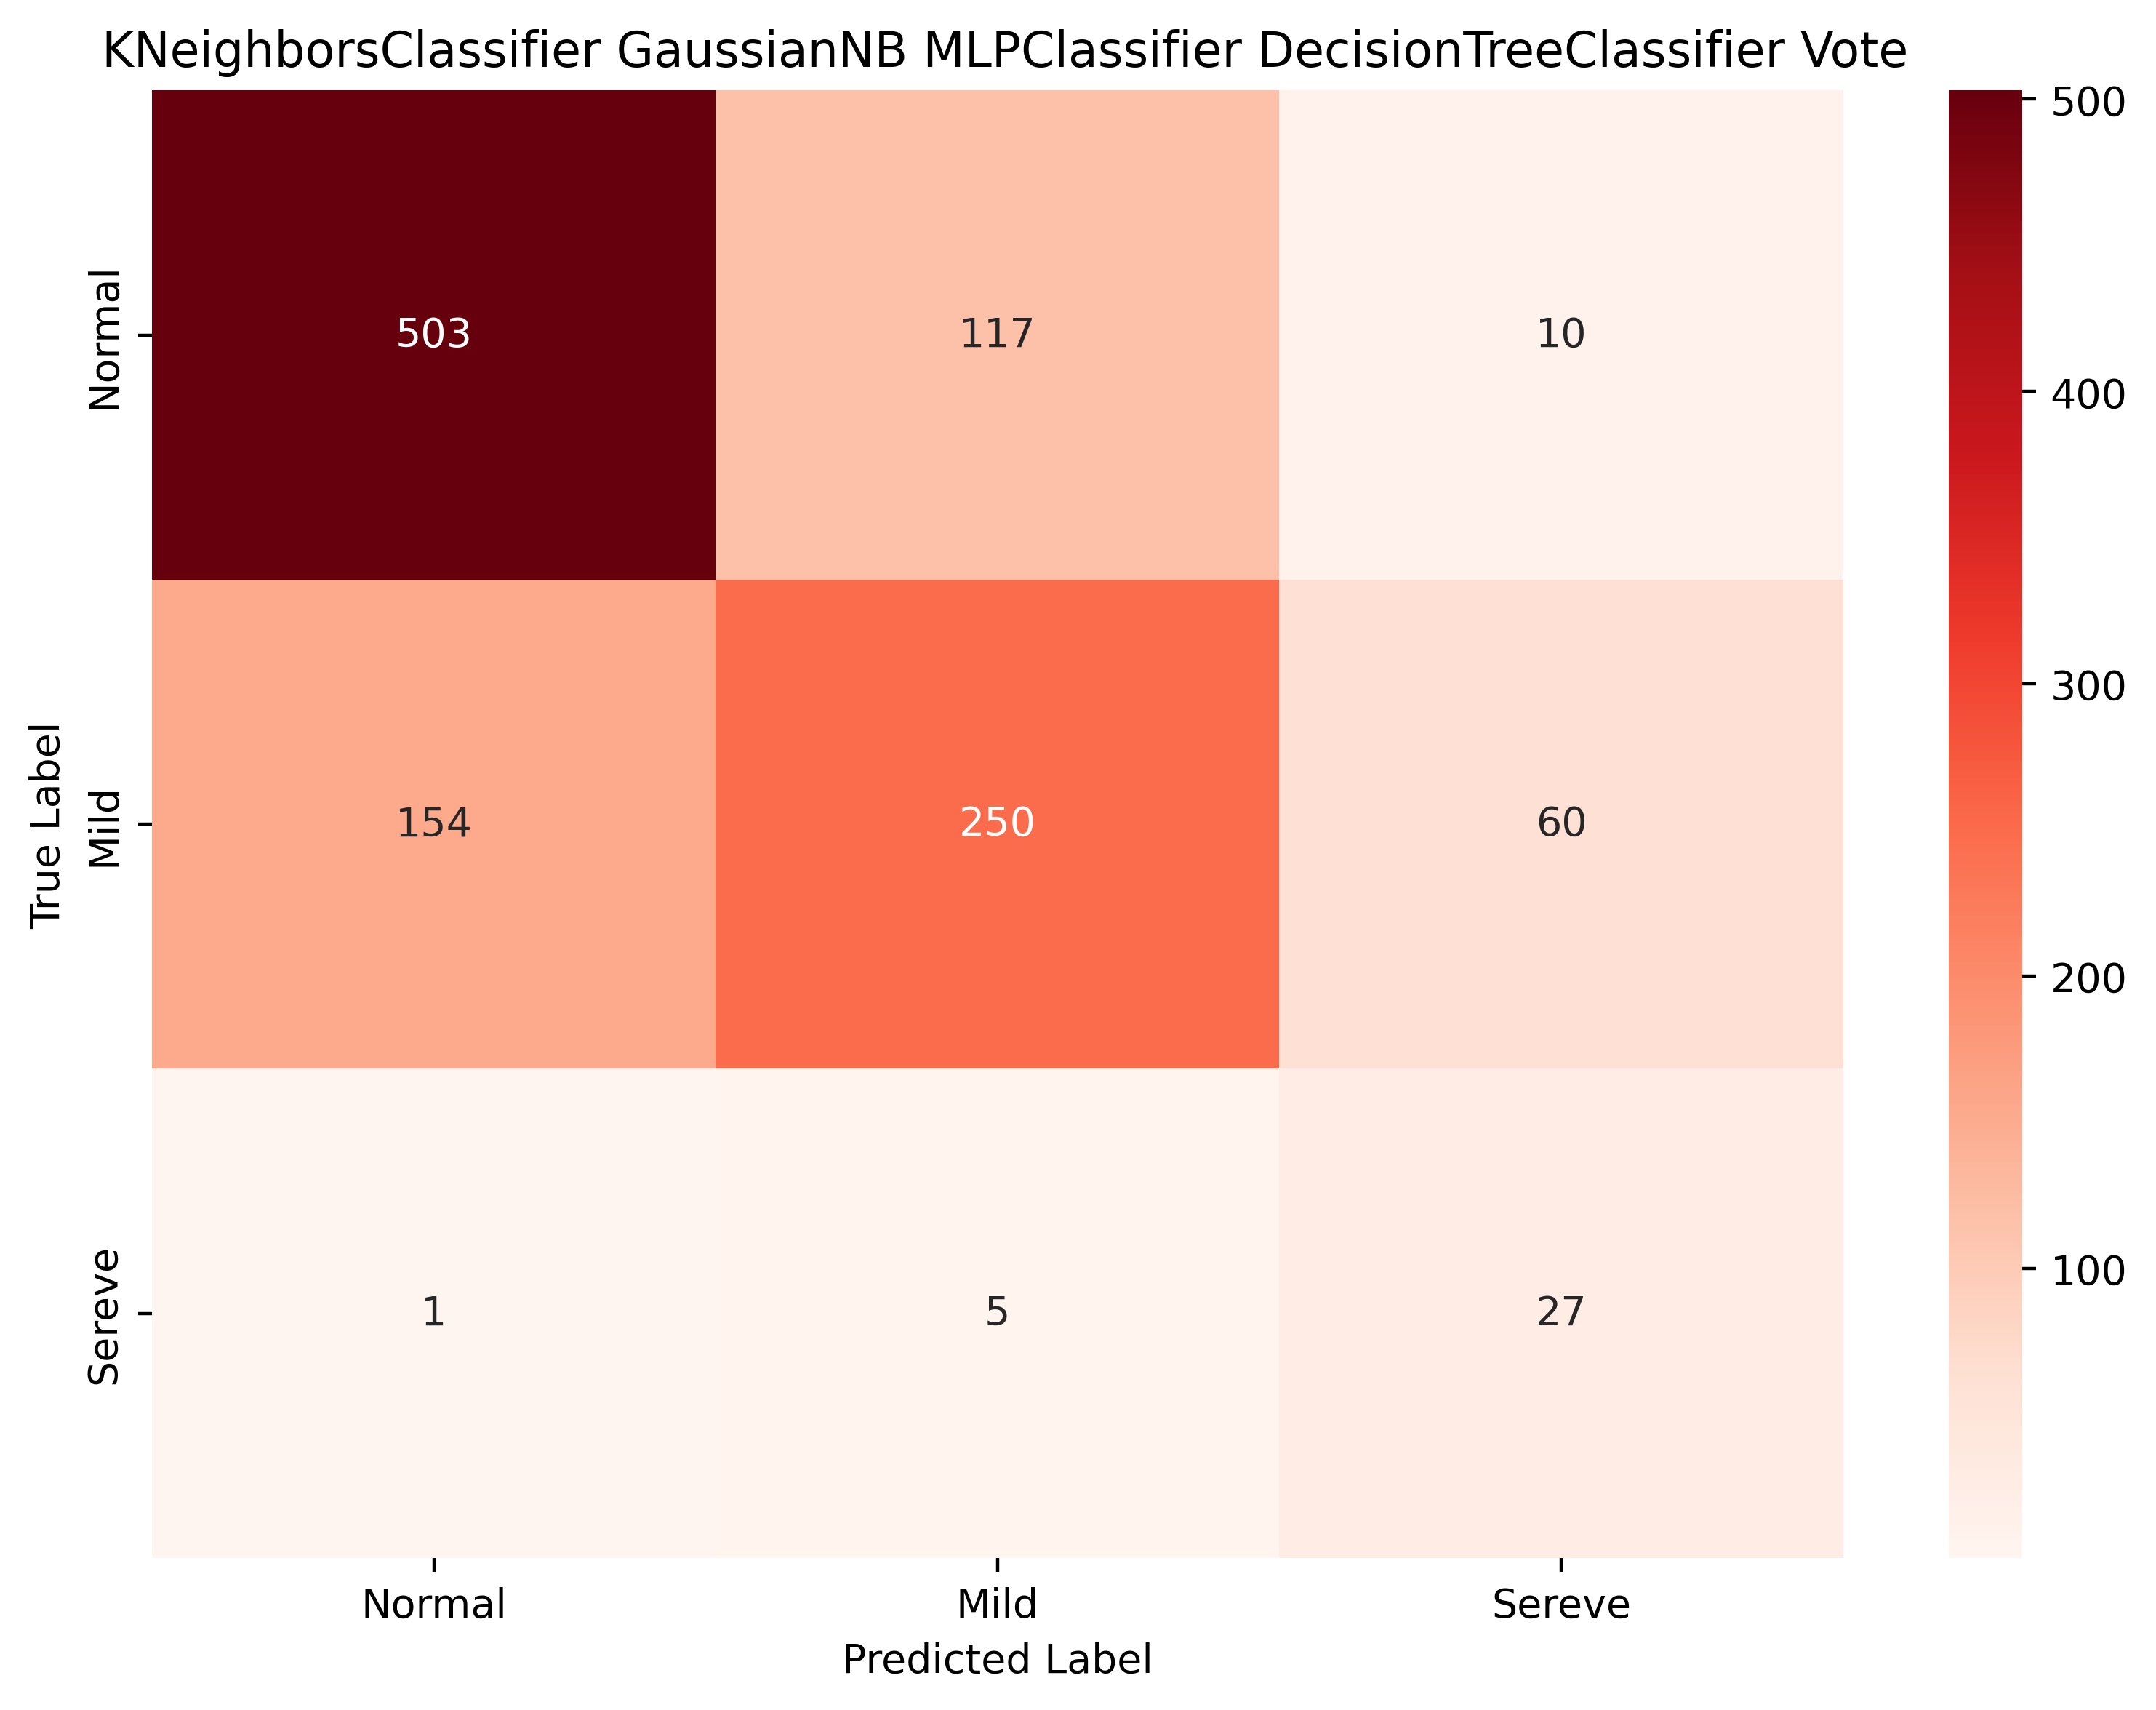 KNeighborsClassifier GaussianNB MLPClassifier DecisionTreeClassifier Vote
True Label
Normal
503 117 10
Mild
154 250 60
Sereve
1 5 27
Normal Mild Sereve
Predicted Label
500
400
300
200
100